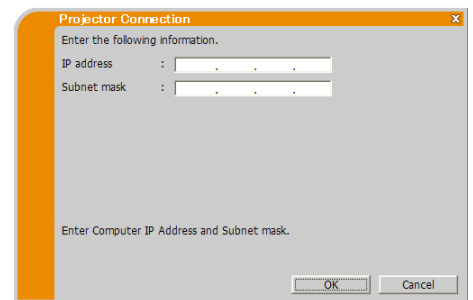 Projector Connection x
Enter the following information.
IP address : . . .
Subnet mask : . . .
Enter Computer IP Address and Subnet mask.
OK Cancel